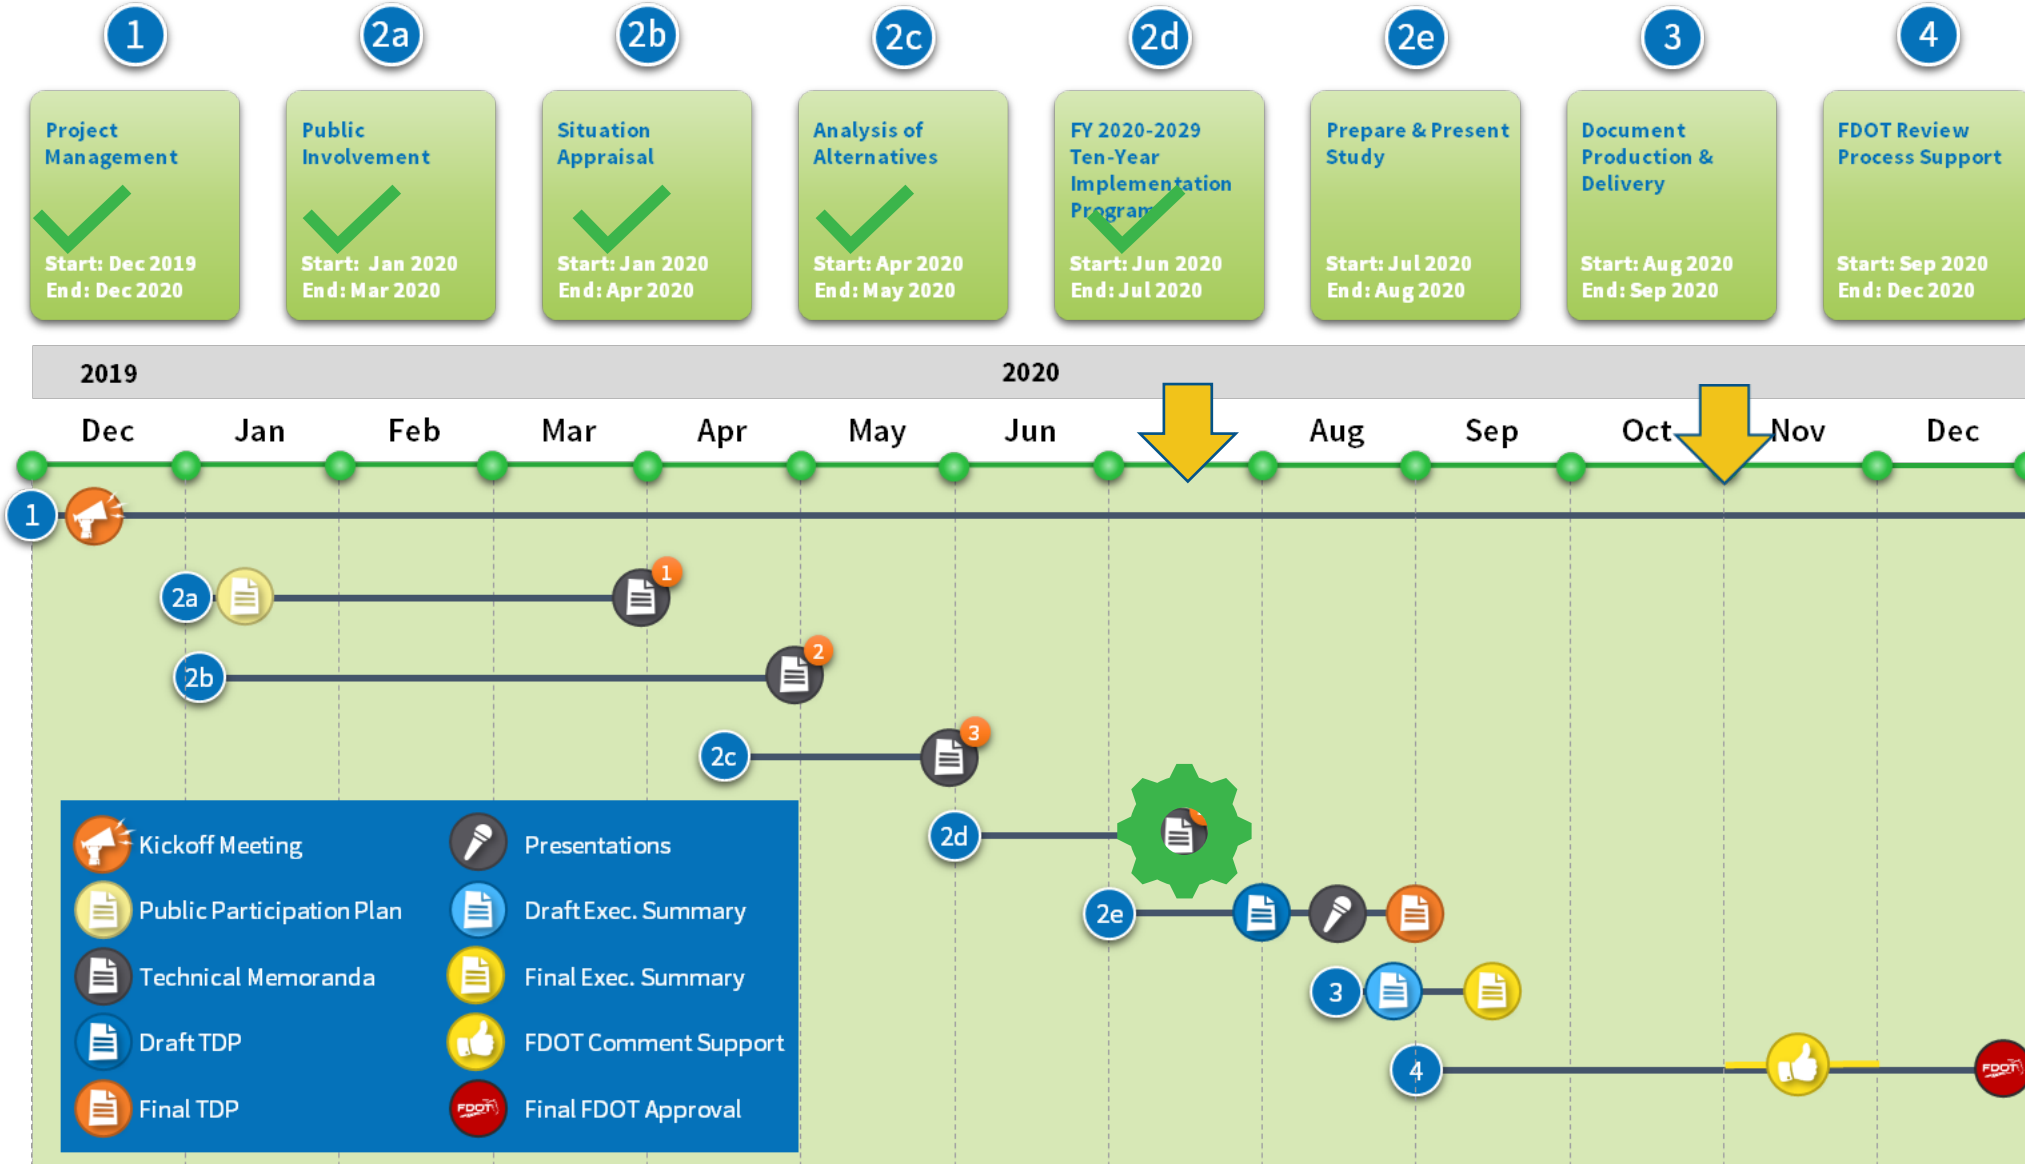 1
2a
2b
2c
2d
2e
3
4
Project
Management
Start: Dec 2019
End: Dec 2020
Public
Involvement
Start: Jan 2020
End: Mar 2020
Situation
Appraisal
Start: Jan 2020
End: Apr 2020
Analysis of
Alternatives
Start: Apr 2020
End: May 2020
FY 2020-2029
Ten-Year
Implementation
Program
Start: Jun 2020
End: Jul 2020
Prepare & Present
Study
Start: Jul 2020
End: Aug 2020
Document
Production &
Delivery
Start: Aug 2020
End: Sep 2020
FDOT Review
Process Support
Start: Sep 2020
End: Dec 2020
2019
2020
Dec
Jan
Feb
Mar
Apr
May
Jun
Aug
Sep
Oct
Nov
Dec
1
2a
1
2b
2
2c
3
2d
2e
3
4
FDOT
Kickoff Meeting
Public Participation Plan
Technical Memoranda
Draft TDP
Final TDP
Presentations
Draft Exec. Summary
Final Exec. Summary
FDOT Comment Support
FDOT
Final FDOT Approval